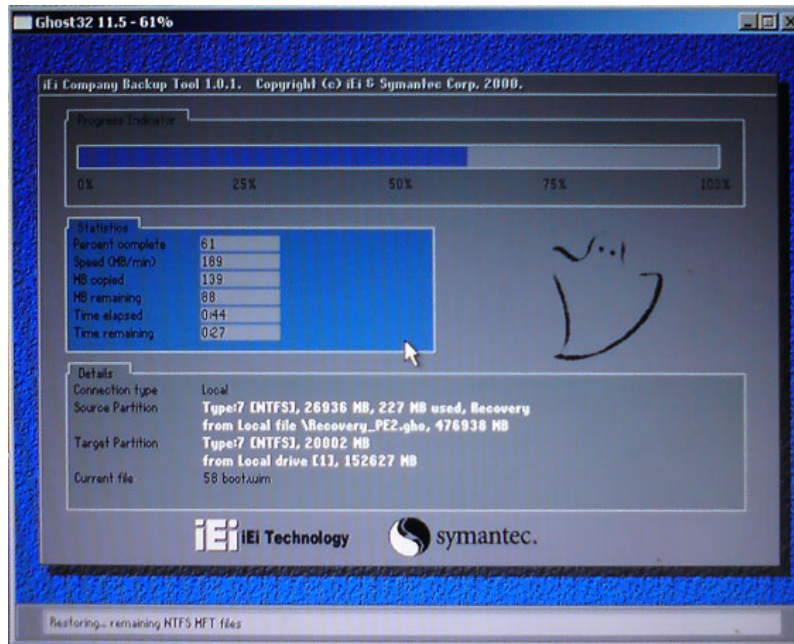 Ghost32 11.5 - 61%
iEi Company Backup Tool 1.0.1. Copyright (c) iEi & Symantec Corp. 2000.
Progress Indicator
0% 25% 50% 75% 100%
Statistics
Percent complete 61
Speed (MB/min) 189
MB copied 139
MB remaining 88
Time elapsed 0:44
Time remaining 0:27
Details
Connection type Local
Source Partition Type:7 [NTFS], 26936 MB, 227 MB used, Recovery
from Local file \Recovery_PE2.gho, 476938 MB
Target Partition Type:7 [NTFS], 20002 MB
from Local drive [1], 152627 MB
Current file 58 boot.wim
iEi iEi Technology symantec.
Restoring... remaining NTFS MFT files